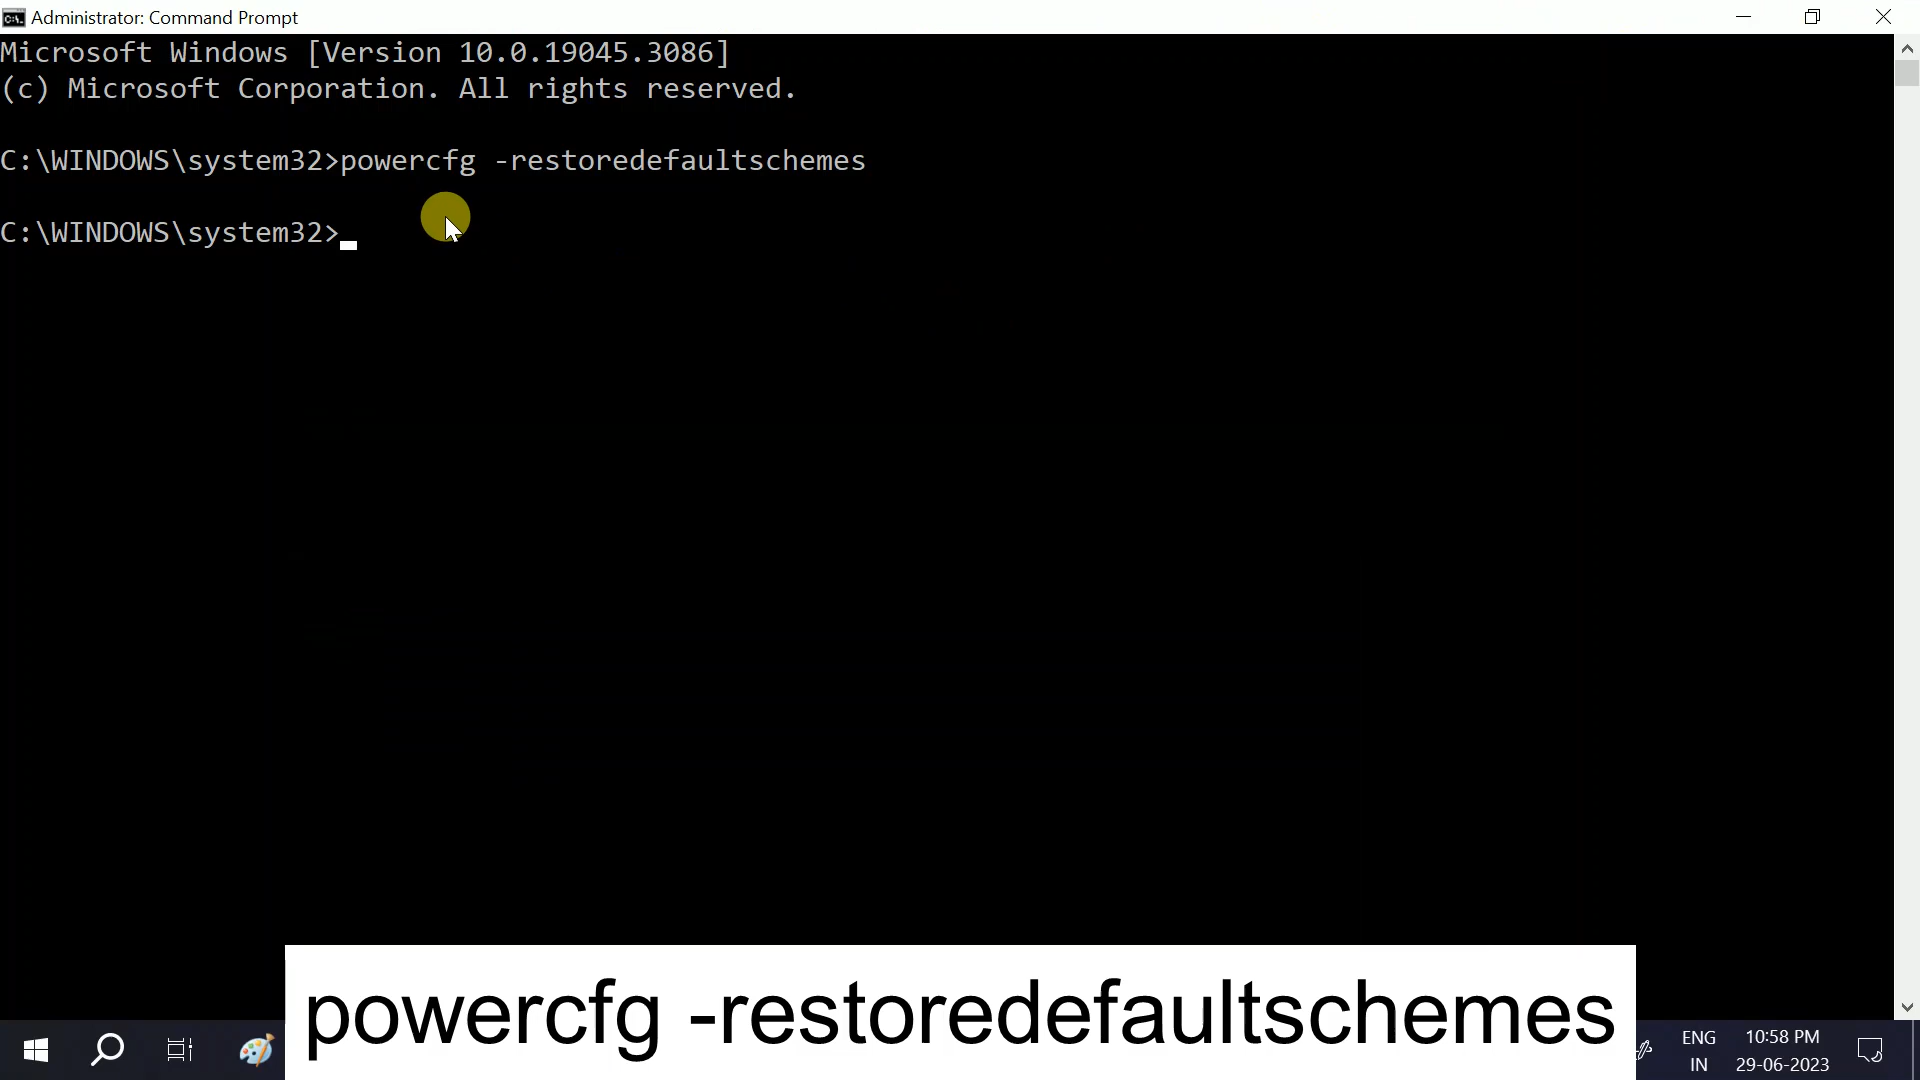 Administrator: Command Prompt
Microsoft Windows [Version 10.0.19045.3086]
(c) Microsoft Corporation. All rights reserved.
C:\WINDOWS\system32>powercfg -restoredefaultschemes
C:\WINDOWS\system32>
powercfg -restoredefaultschemes
ENG
IN
10:58 PM
29-06-2023